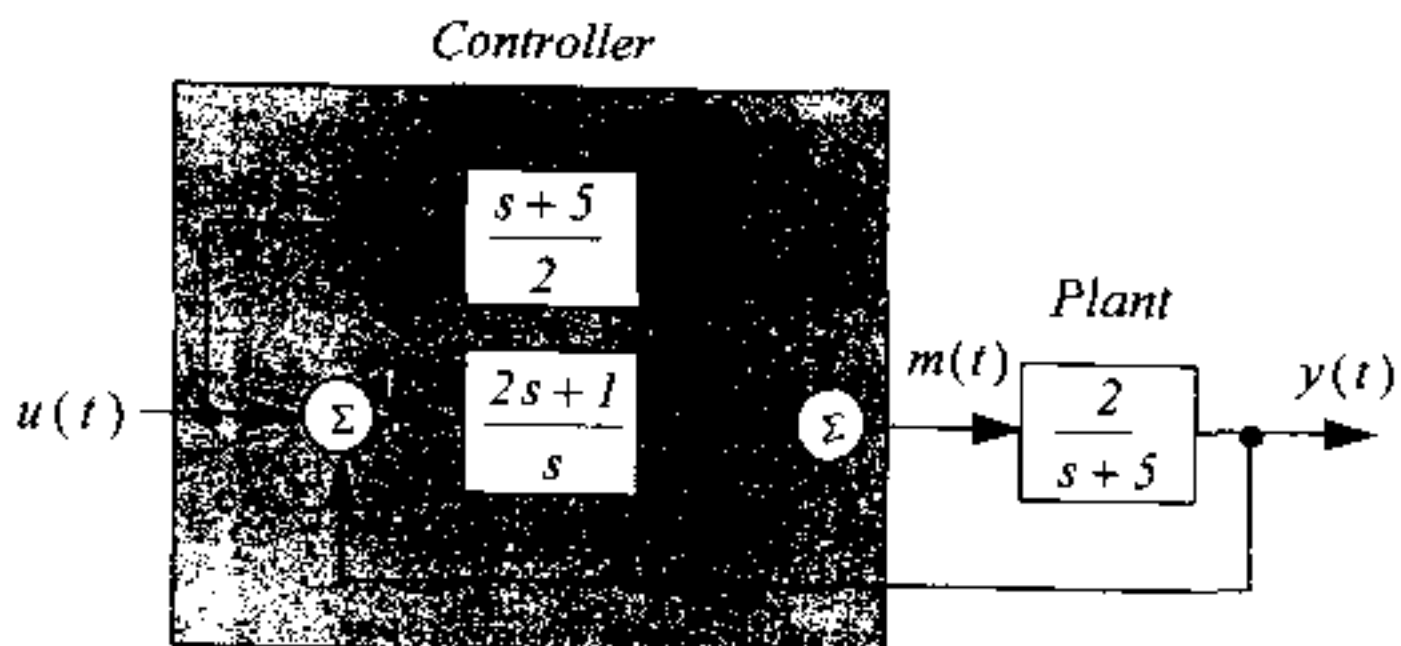 Controller
s + 5
2
Plant
2s + 1
s
m(t)
2
s + 5
y(t)
u(t)
Σ
Σ